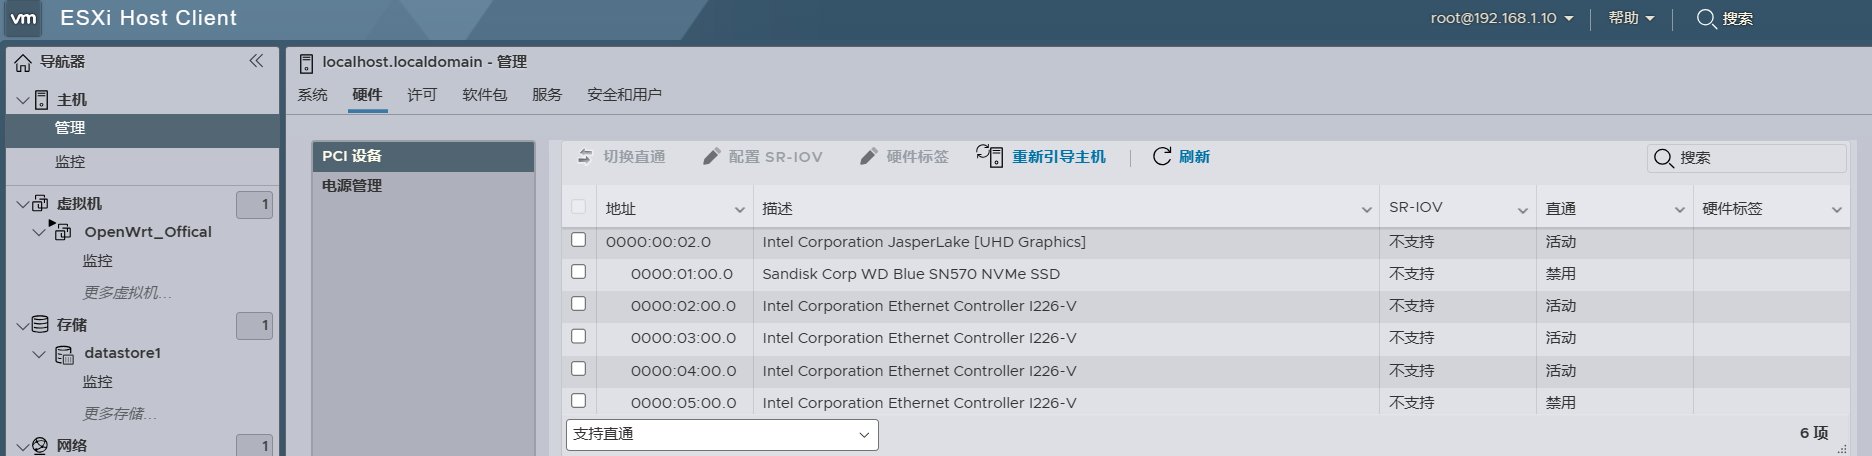 vm ESXi Host Client root@192.168.1.10 帮助 搜索
导航器
主机
管理
监控
虚拟机 1
OpenWrt_Offical
监控
更多虚拟机...
存储 1
datastore1
监控
更多存储...
网络 1
localhost.localdomain - 管理
系统 硬件 许可 软件包 服务 安全和用户
PCI 设备
电源管理
切换直通 配置 SR-IOV 硬件标签 重新引导主机 刷新 搜索
地址 描述 SR-IOV 直通 硬件标签
0000:00:02.0 Intel Corporation JasperLake [UHD Graphics] 不支持 活动
0000:01:00.0 Sandisk Corp WD Blue SN570 NVMe SSD 不支持 禁用
0000:02:00.0 Intel Corporation Ethernet Controller I226-V 不支持 活动
0000:03:00.0 Intel Corporation Ethernet Controller I226-V 不支持 活动
0000:04:00.0 Intel Corporation Ethernet Controller I226-V 不支持 活动
0000:05:00.0 Intel Corporation Ethernet Controller I226-V 不支持 禁用
支持直通 6 项